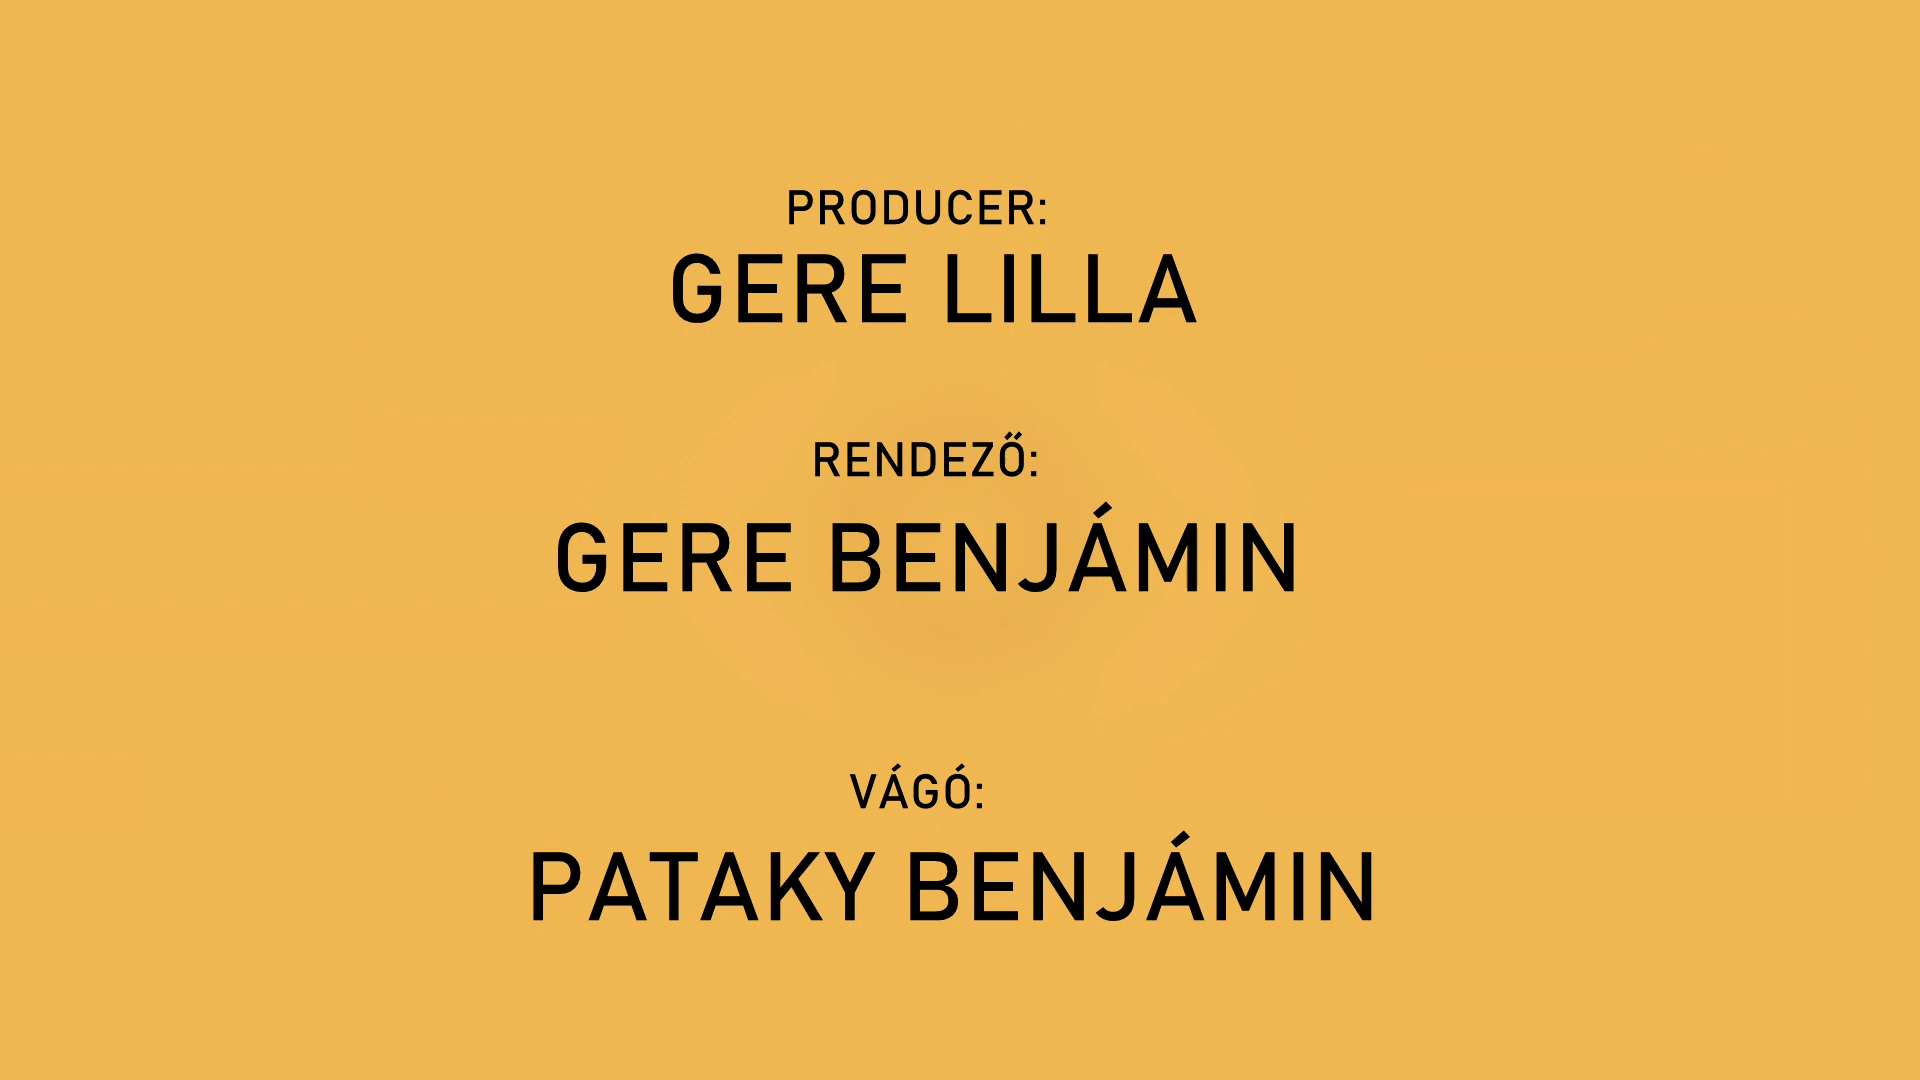 PRODUCER:
GERE LILLA
RENDEZŐ:
GERE BENJÁMIN
VÁGÓ:
PATAKY BENJÁMIN